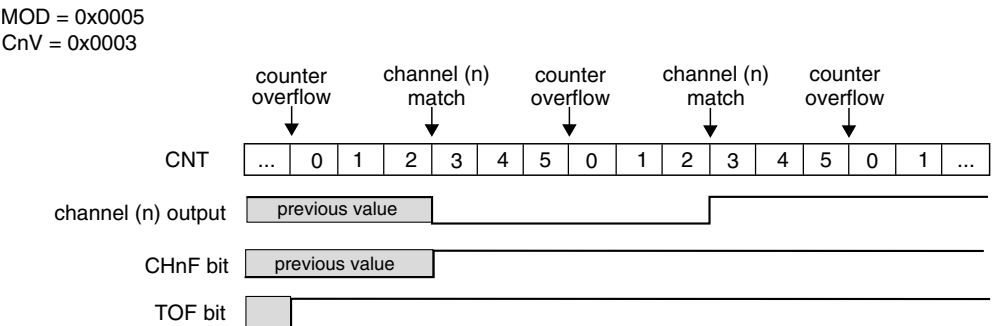 MOD = 0x0005
CnV = 0x0003
counter overflow
channel (n) match
counter overflow
channel (n) match
counter overflow
CNT ... 0 1 2 3 4 5 0 1 2 3 4 5 0 1 ...
channel (n) output previous value
CHnF bit previous value
TOF bit